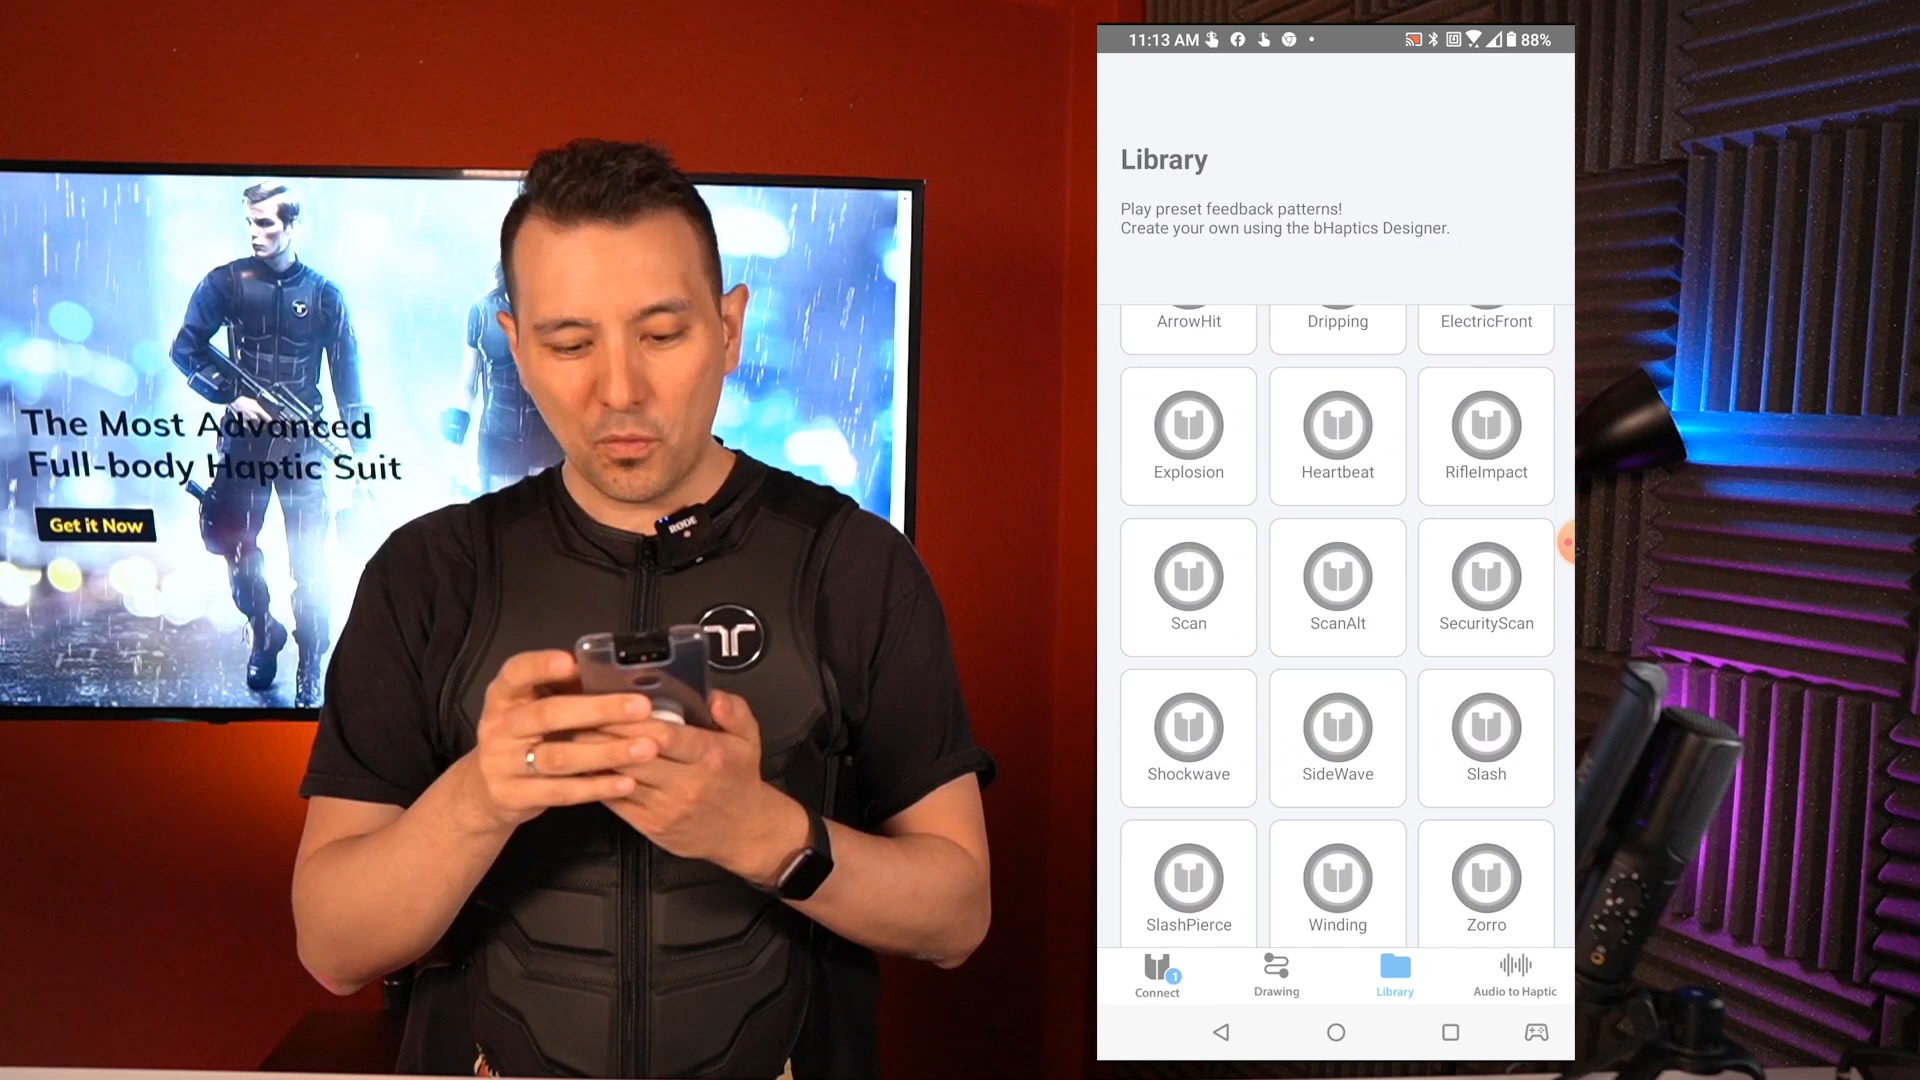 11:13 AM
88%
Library
Play preset feedback patterns!
Create your own using the bHaptics Designer.
ArrowHit
Dripping
ElectricFront
Explosion
Heartbeat
RifleImpact
Scan
ScanAlt
SecurityScan
Shockwave
SideWave
Slash
SlashPierce
Winding
Zorro
1
Connect
Drawing
Library
Audio to Haptic
The Most Advanced
Full-body Haptic Suit
Get it Now
RODE